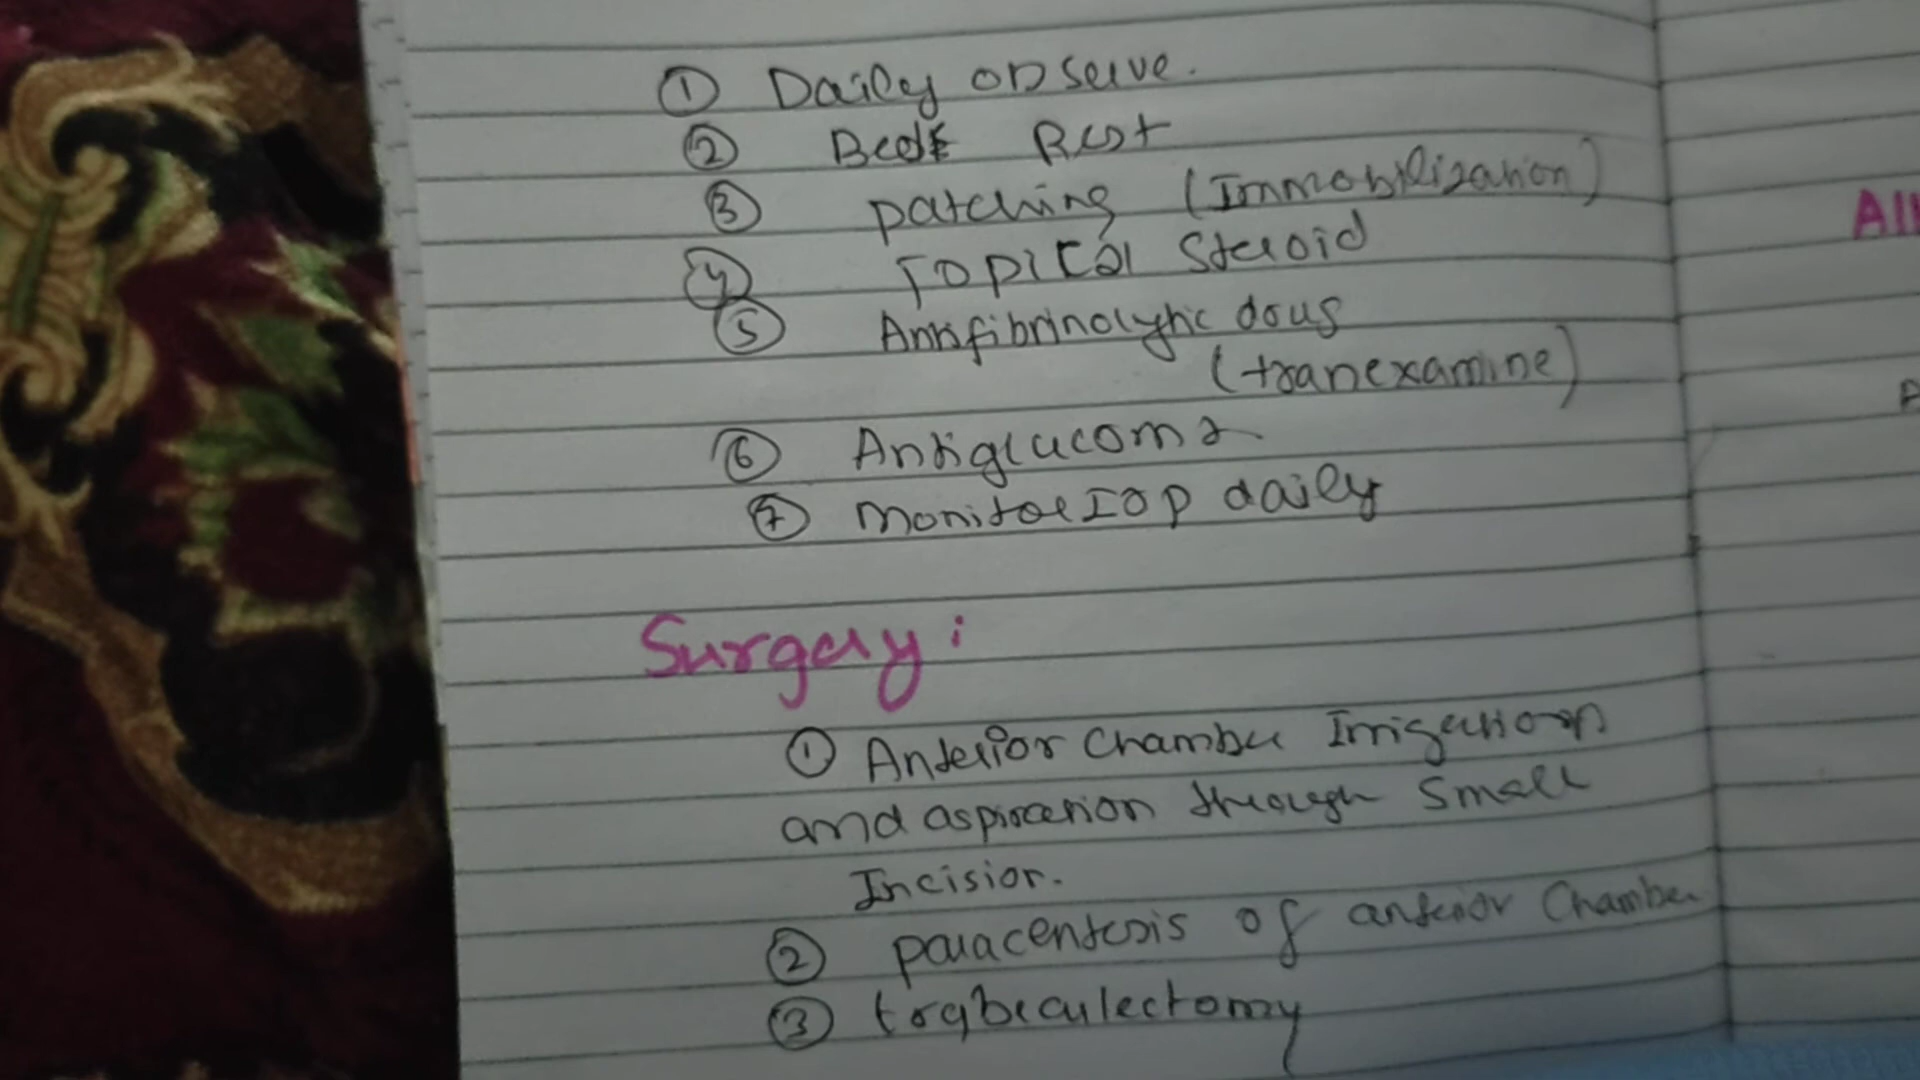 ① Daily observe.
② Bed Rest
③ patching (Immobilization)
④ Topical Steroid
⑤ Antifibrinolytic drug
(tranexamine)
⑥ Antiglucoma
⑦ Monitor IOP daily
Surgery:
① Anterior Chamber Irrigation
and aspiration through Small
Incision.
② paracentesis of anterior Chamber
③ trabeculectomy
All